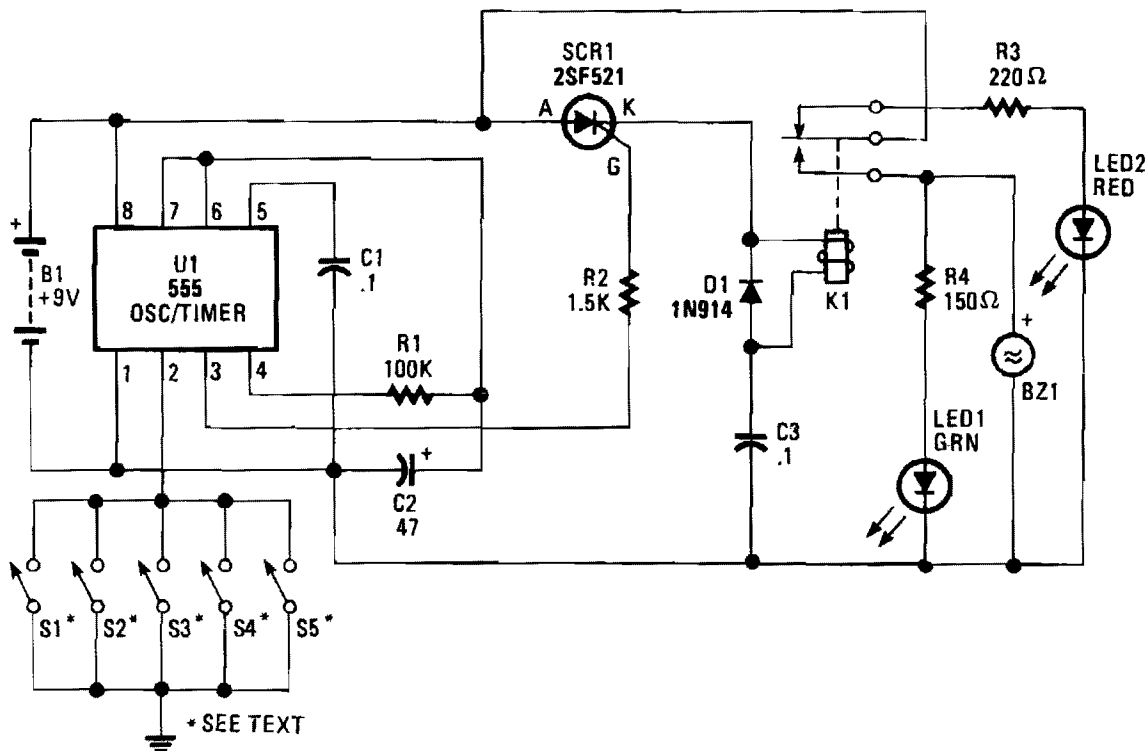 SCR1
2SF521
A
K
G
R3
220Ω
LED2
RED
8
7
6
5
+
B1
+9V
U1
555
OSC/TIMER
C1
.1
R2
1.5K
D1
1N914
K1
R4
150Ω
+
BZ1
1
2
3
4
R1
100K
+
C2
47
C3
.1
LED1
GRN
S1*
S2*
S3*
S4*
S5*
* SEE TEXT